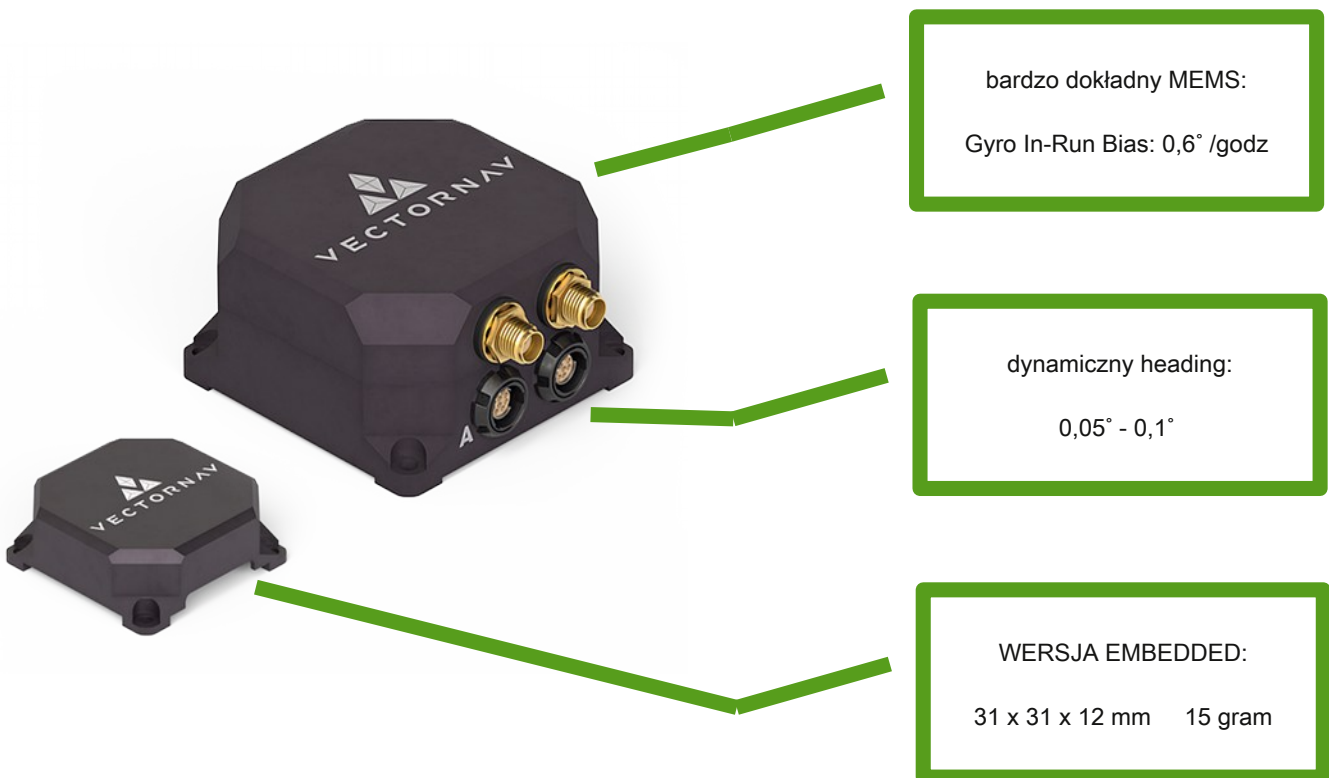 bardzo dokładny MEMS:
Gyro In-Run Bias: 0,6˚ /godz
VECTORNAV
dynamiczny heading:
0,05˚ - 0,1˚
A
VECTORNAV
WERSJA EMBEDDED:
31 x 31 x 12 mm 15 gram